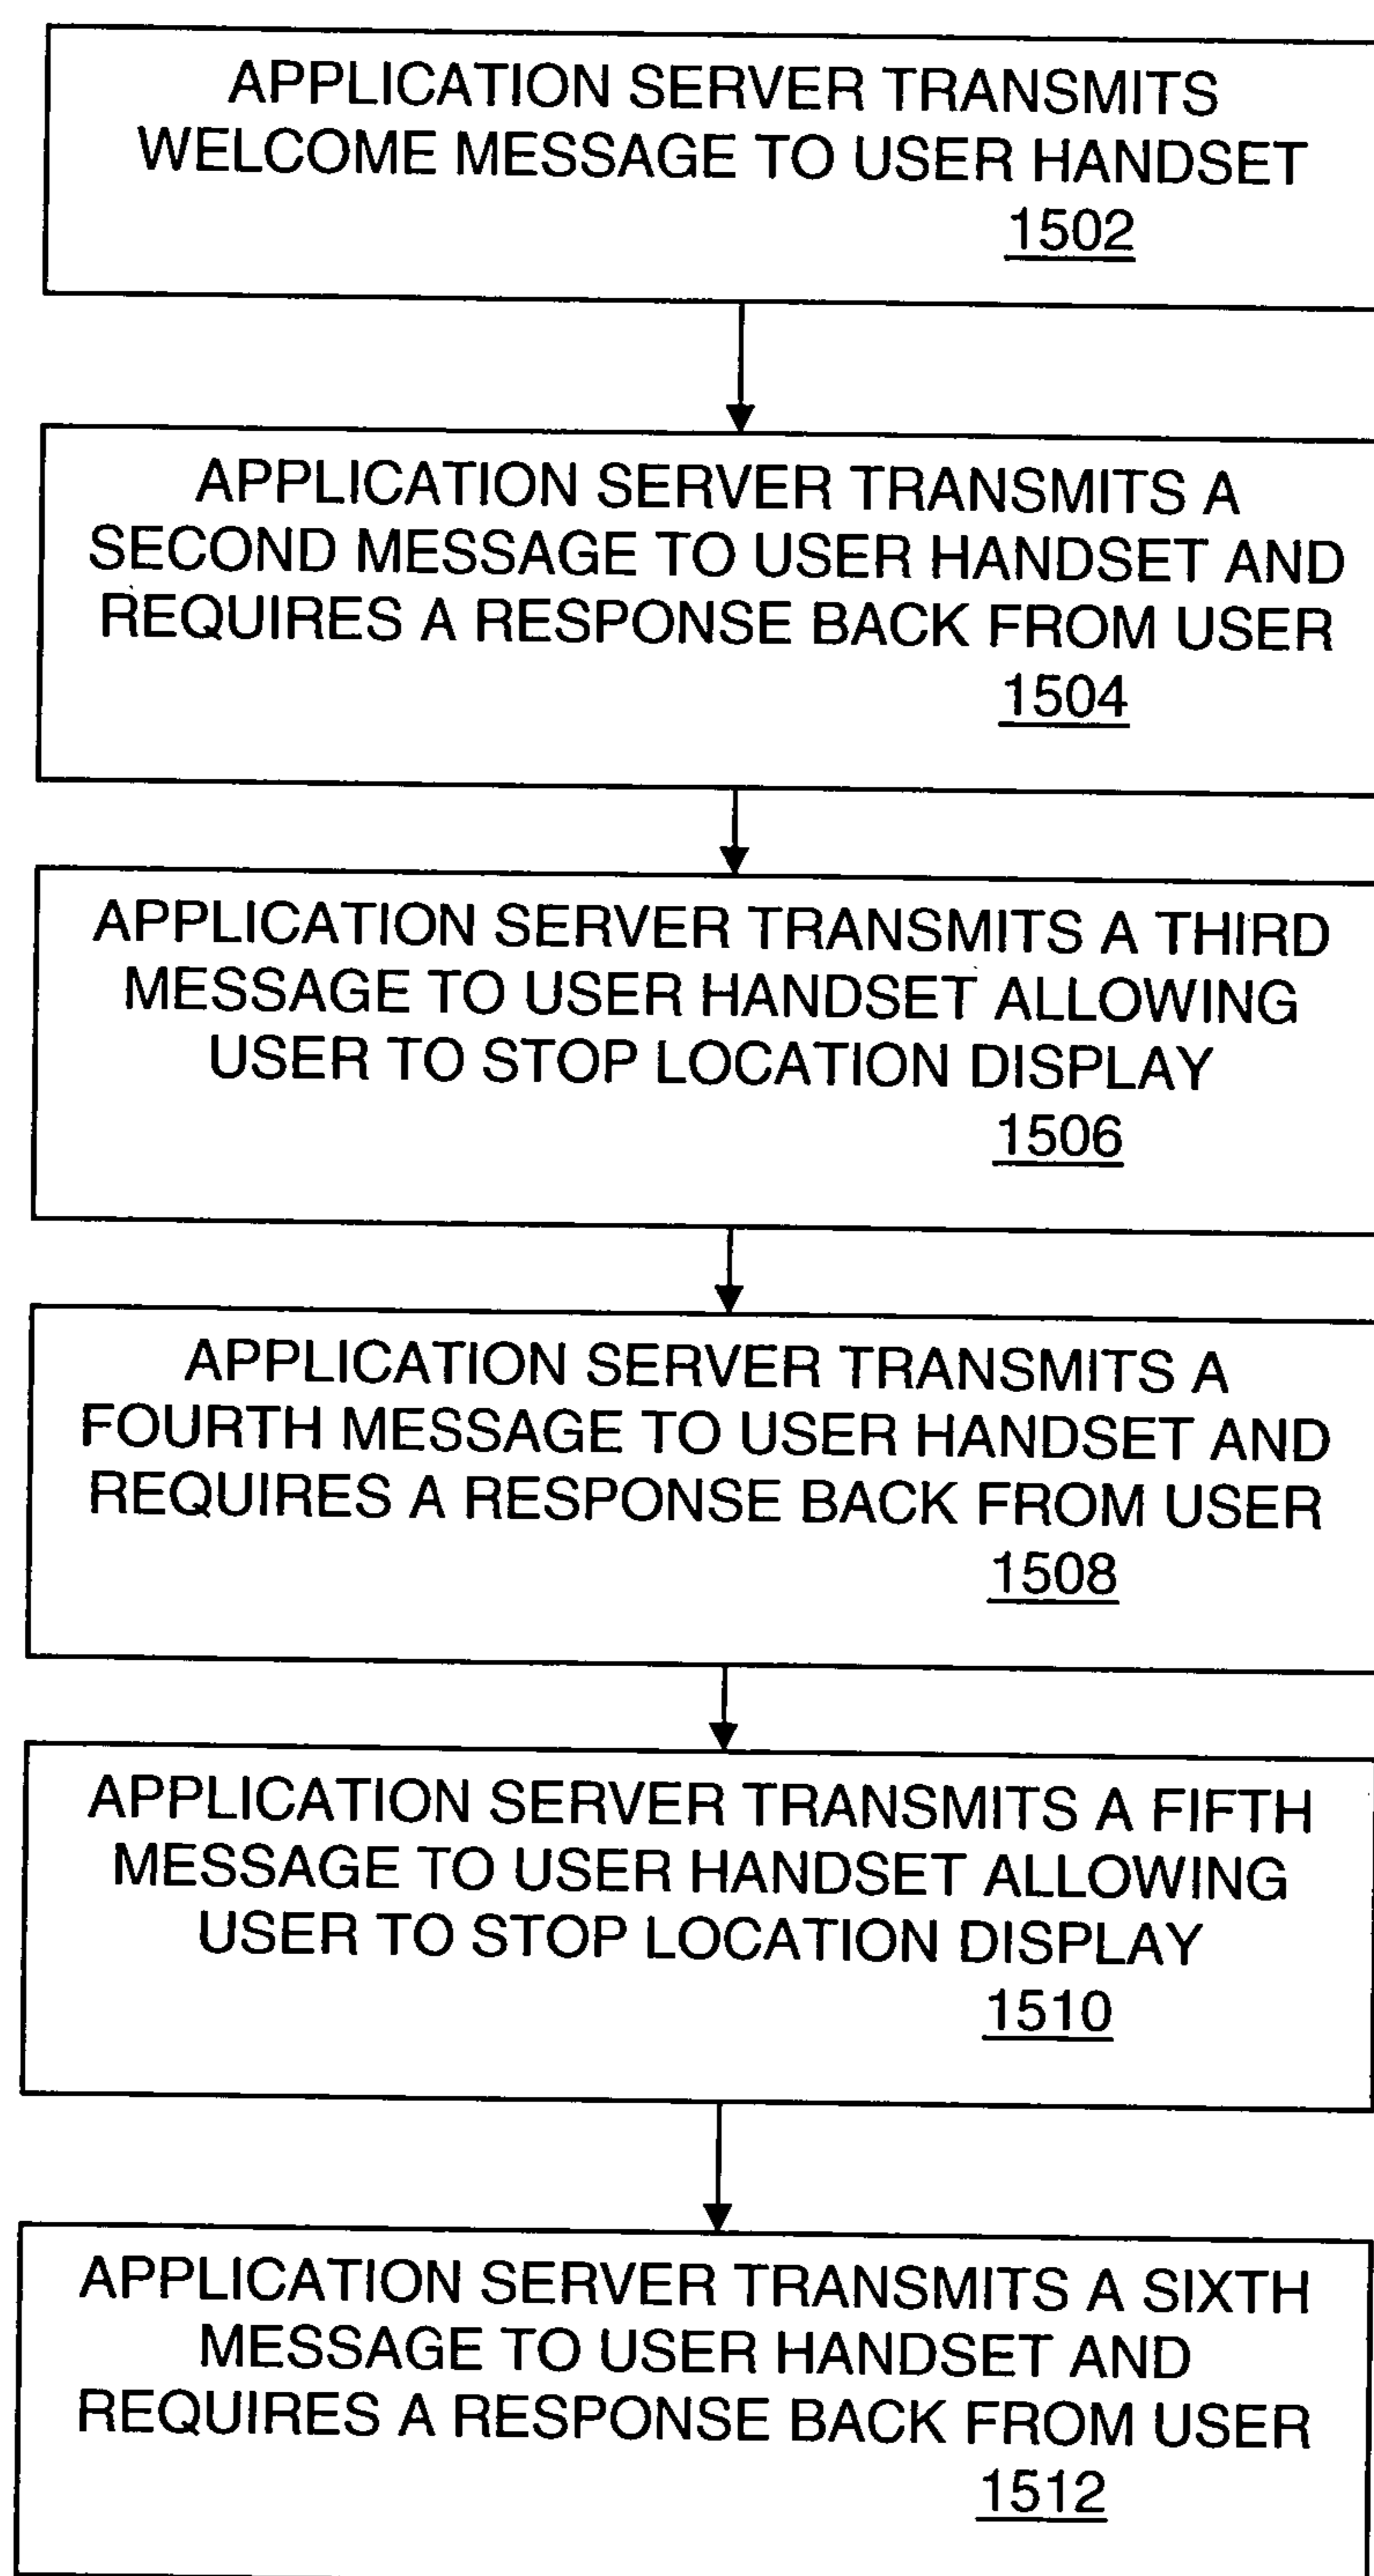 APPLICATION SERVER TRANSMITS
WELCOME MESSAGE TO USER HANDSET
1502
APPLICATION SERVER TRANSMITS A
SECOND MESSAGE TO USER HANDSET AND
REQUIRES A RESPONSE BACK FROM USER
1504
APPLICATION SERVER TRANSMITS A THIRD
MESSAGE TO USER HANDSET ALLOWING
USER TO STOP LOCATION DISPLAY
1506
APPLICATION SERVER TRANSMITS A
FOURTH MESSAGE TO USER HANDSET AND
REQUIRES A RESPONSE BACK FROM USER
1508
APPLICATION SERVER TRANSMITS A FIFTH
MESSAGE TO USER HANDSET ALLOWING
USER TO STOP LOCATION DISPLAY
1510
APPLICATION SERVER TRANSMITS A SIXTH
MESSAGE TO USER HANDSET AND
REQUIRES A RESPONSE BACK FROM USER
1512